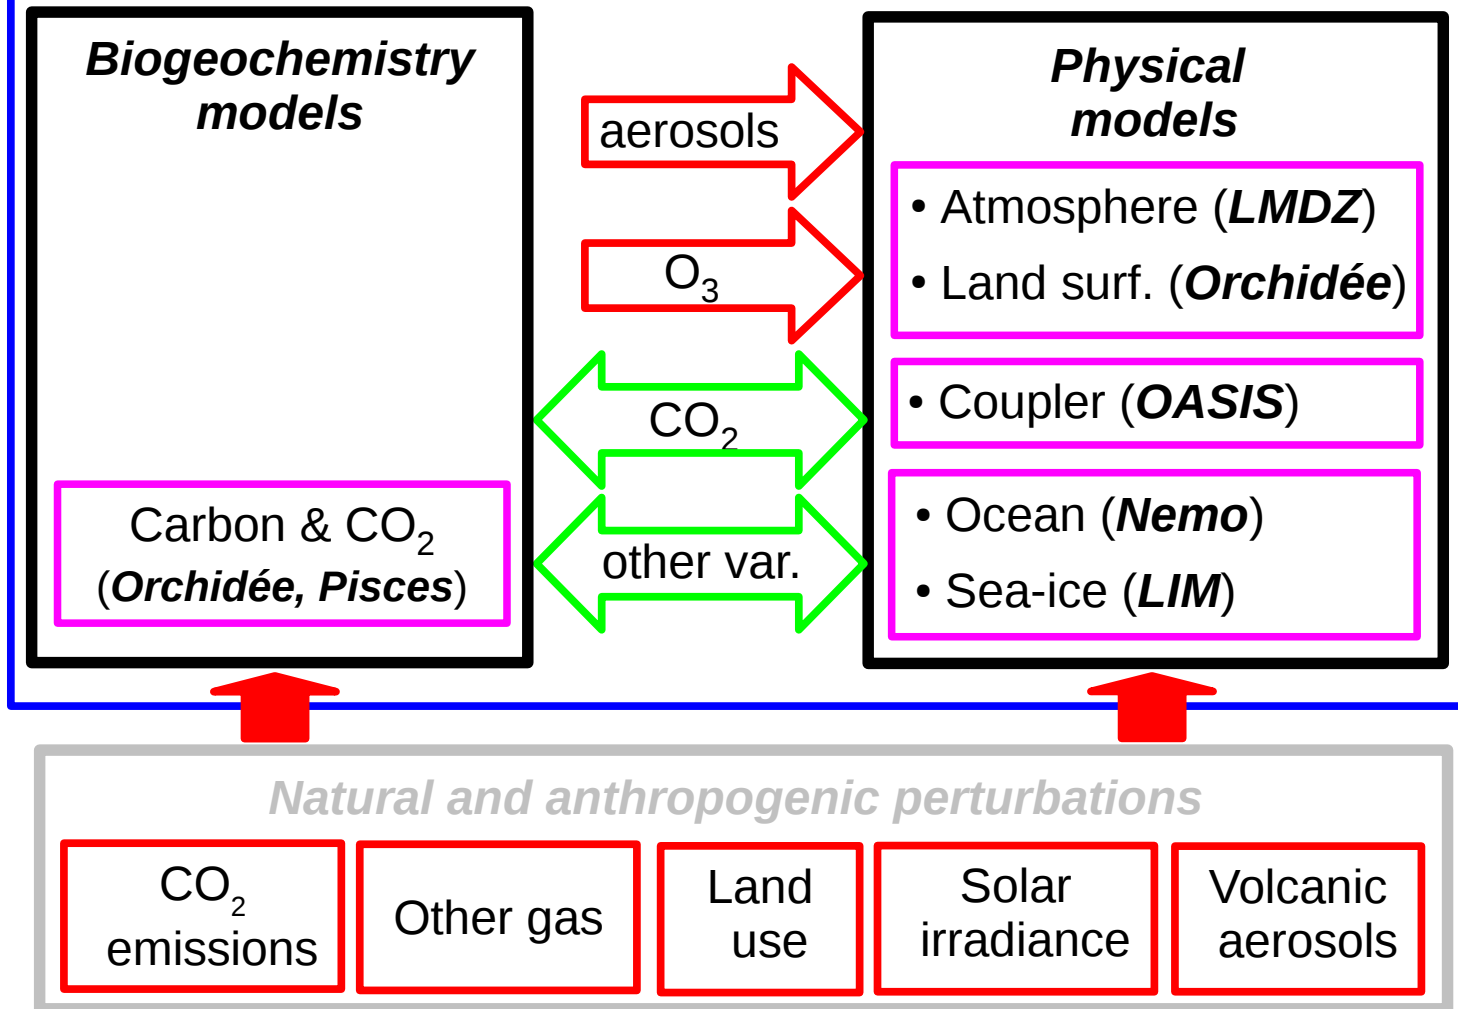 Biogeochemistry
models
Carbon & CO₂
(Orchidée, Pisces)
aerosols
O₃
CO₂
other var.
Physical
models
• Atmosphere (LMDZ)
• Land surf. (Orchidée)
• Coupler (OASIS)
• Ocean (Nemo)
• Sea-ice (LIM)
Natural and anthropogenic perturbations
CO₂
emissions
Other gas
Land
use
Solar
irradiance
Volcanic
aerosols